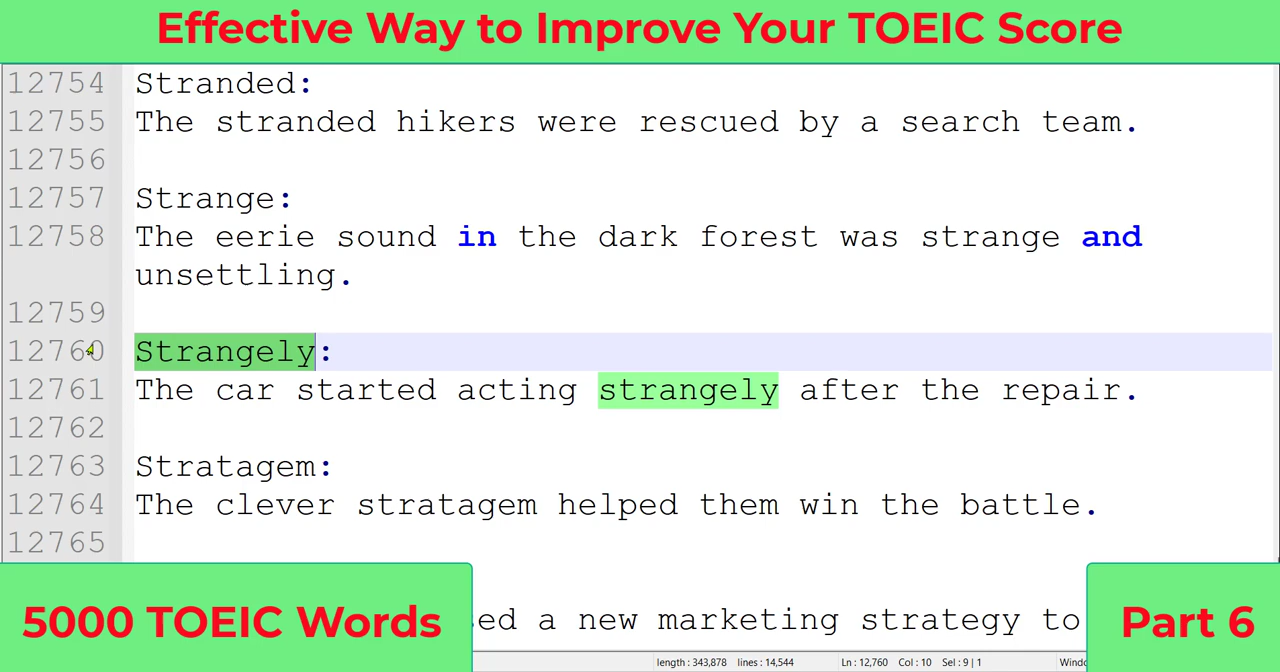 Effective Way to Improve Your TOEIC Score
12754 Stranded:
12755 The stranded hikers were rescued by a search team.
12756
12757 Strange:
12758 The eerie sound in the dark forest was strange and
unsettling.
12759
12760 Strangely:
12761 The car started acting strangely after the repair.
12762
12763 Stratagem:
12764 The clever stratagem helped them win the battle.
12765
a new marketing strategy to
5000 TOEIC Words
Part 6
length : 343,878 lines : 14,544 Ln : 12,760 Col : 10 Sel : 9 | 1